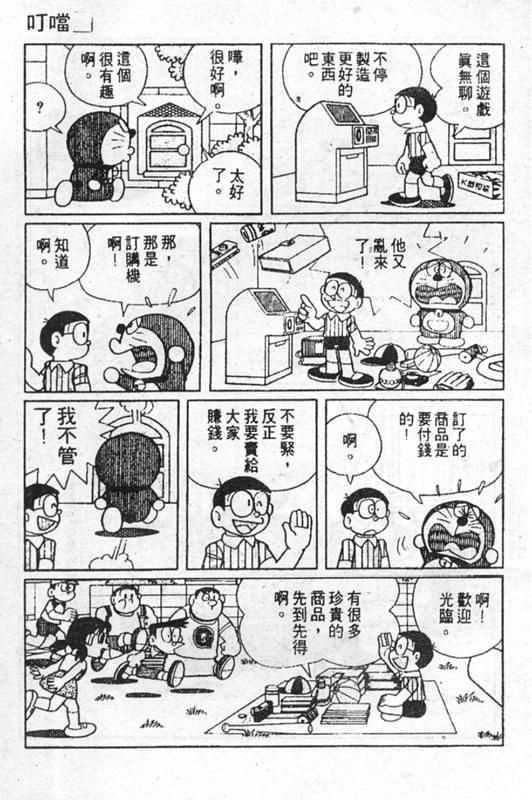 叮噹
這個遊戲
眞無聊。
不停
製造
更好的
東西
吧。
嘩，
很好啊。
這個
很有趣
啊。
太好
了。
？
他又
亂來
了！
那，
那是
訂購機
啊！
知道
啊。
訂了的
商品是
要付錢
的！
啊。
不要緊，
反正
我要賣給
大家
賺錢。
我不管
了！
啊！
歡迎
光臨。
有很多
珍貴的
商品，
先到先得
啊。